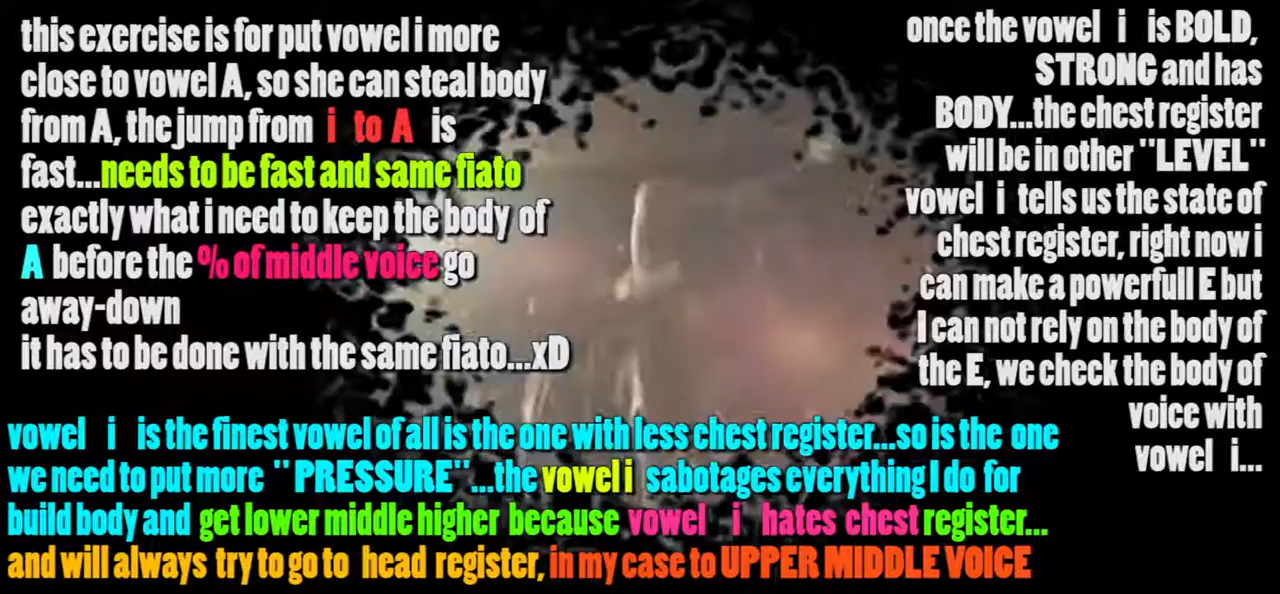 this exercise is for put vowel i more
close to vowel A, so she can steal body
from A, the jump from i to A is
fast...needs to be fast and same fiato
exactly what i need to keep the body of
A before the % of middle voice go
away-down
it has to be done with the same fiato...xD
once the vowel i is BOLD,
STRONG and has
BODY...the chest register
will be in other "LEVEL"
vowel i tells us the state of
chest register, right now i
can make a powerfull E but
I can not rely on the body of
the E, we check the body of
voice with
vowel i...
vowel i is the finest vowel of all is the one with less chest register...so is the one
we need to put more "PRESSURE"...the vowel i sabotages everything I do for
build body and get lower middle higher because vowel i hates chest register...
and will always try to go to head register, in my case to UPPER MIDDLE VOICE